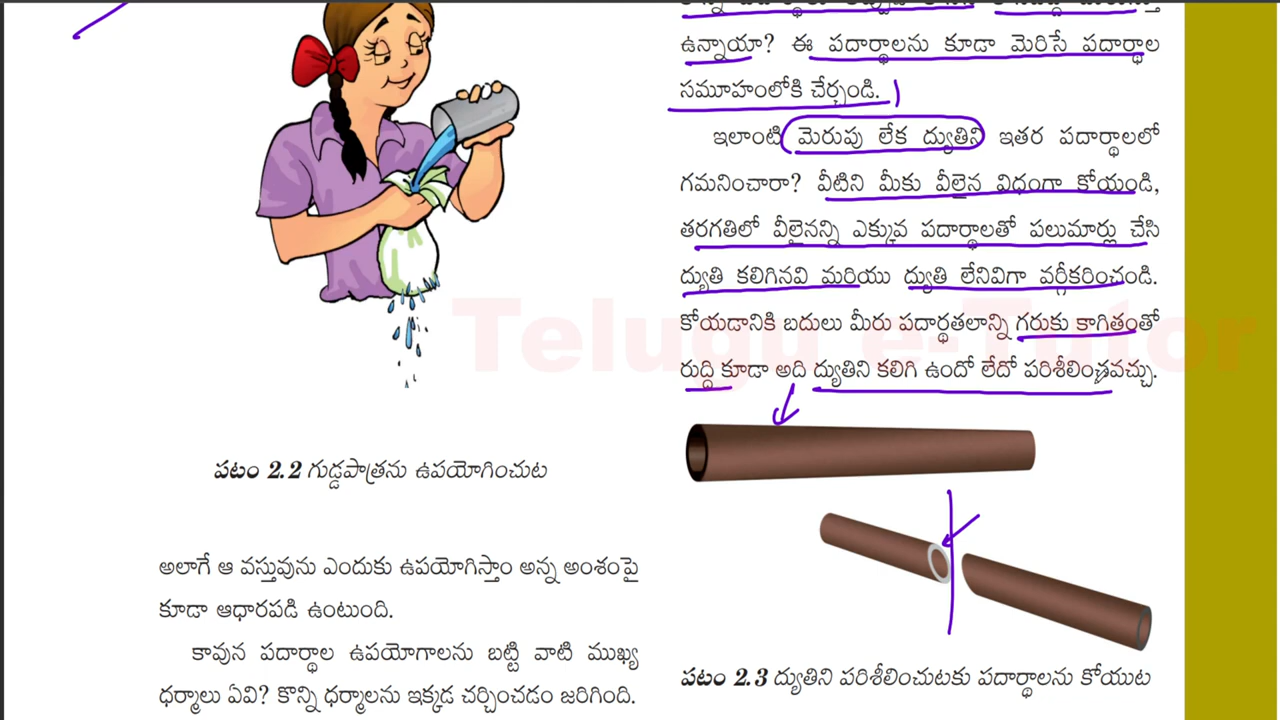 పటం 2.2 గుడ్డపాత్రను ఉపయోగించుట
అలాగే ఆ వస్తువును ఎందుకు ఉపయోగిస్తాం అన్న అంశంపై
కూడా ఆధారపడి ఉంటుంది.
కావున పదార్థాల ఉపయోగాలను బట్టి వాటి ముఖ్య
ధర్మాలు ఏవి? కొన్ని ధర్మాలను ఇక్కడ చర్చించడం జరిగింది.
ఉన్నాయా? ఈ పదార్థాలను కూడా మెరిసే పదార్థాల
సమూహంలోకి చేర్చండి.
ఇలాంటి మెరుపు లేక ద్యుతిని ఇతర పదార్థాలలో
గమనించారా? వీటిని మీకు వీలైన విధంగా కోయండి,
తరగతిలో వీలైనన్ని ఎక్కువ పదార్థాలతో పలుమార్లు చేసి
ద్యుతి కలిగినవి మరియు ద్యుతి లేనివిగా వర్గీకరించండి.
కోయడానికి బదులు మీరు పదార్థతలాన్ని గరుకు కాగితంతో
రుద్ది కూడా అది ద్యుతిని కలిగి ఉందో లేదో పరిశీలించవచ్చు.
పటం 2.3 ద్యుతిని పరిశీలించుటకు పదార్థాలను కోయుట
Telugu e-Tutor